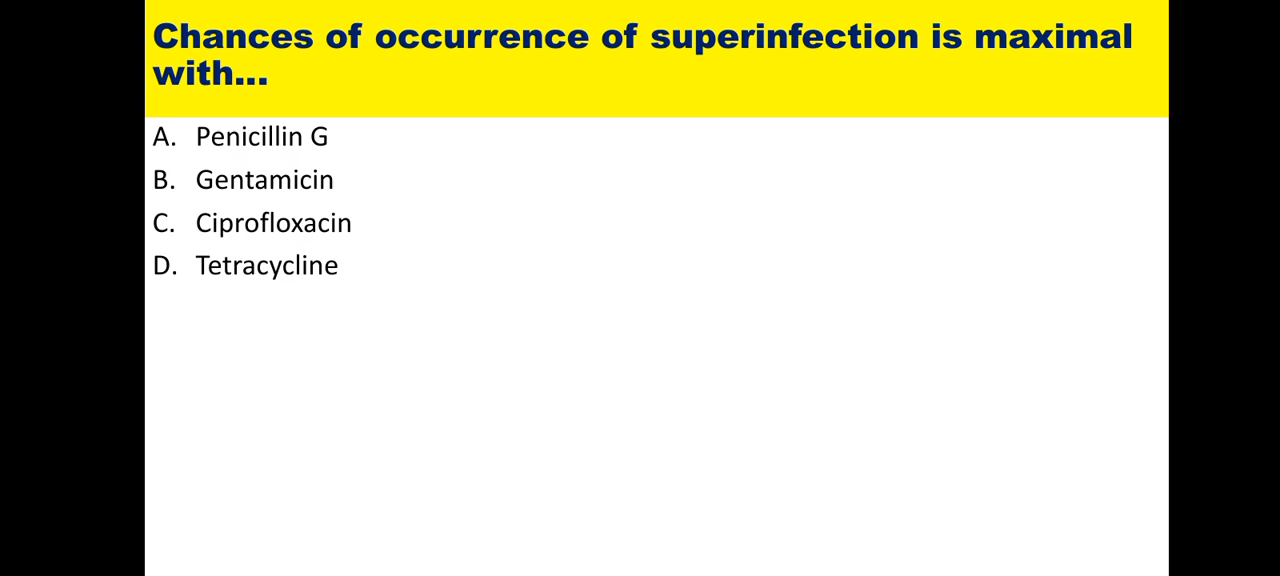 Chances of occurrence of superinfection is maximal
with...
A. Penicillin G
B. Gentamicin
C. Ciprofloxacin
D. Tetracycline